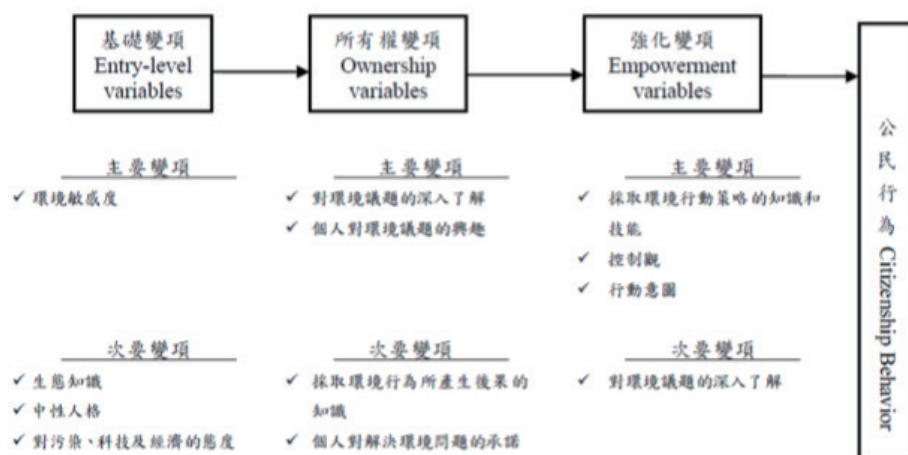 基礎變項
Entry-level
variables
所有權變項
Ownership
variables
強化變項
Empowerment
variables
公民行為 Citizenship Behavior
主要變項
✓ 環境敏感度
主要變項
✓ 對環境議題的深入了解
✓ 個人對環境議題的興趣
主要變項
✓ 採取環境行動策略的知識和
技能
✓ 控制觀
✓ 行動意圖
次要變項
✓ 生態知識
✓ 中性人格
✓ 對污染、科技及經濟的態度
次要變項
✓ 採取環境行為所產生後果的
知識
✓ 個人對解決環境問題的承諾
次要變項
✓ 對環境議題的深入了解